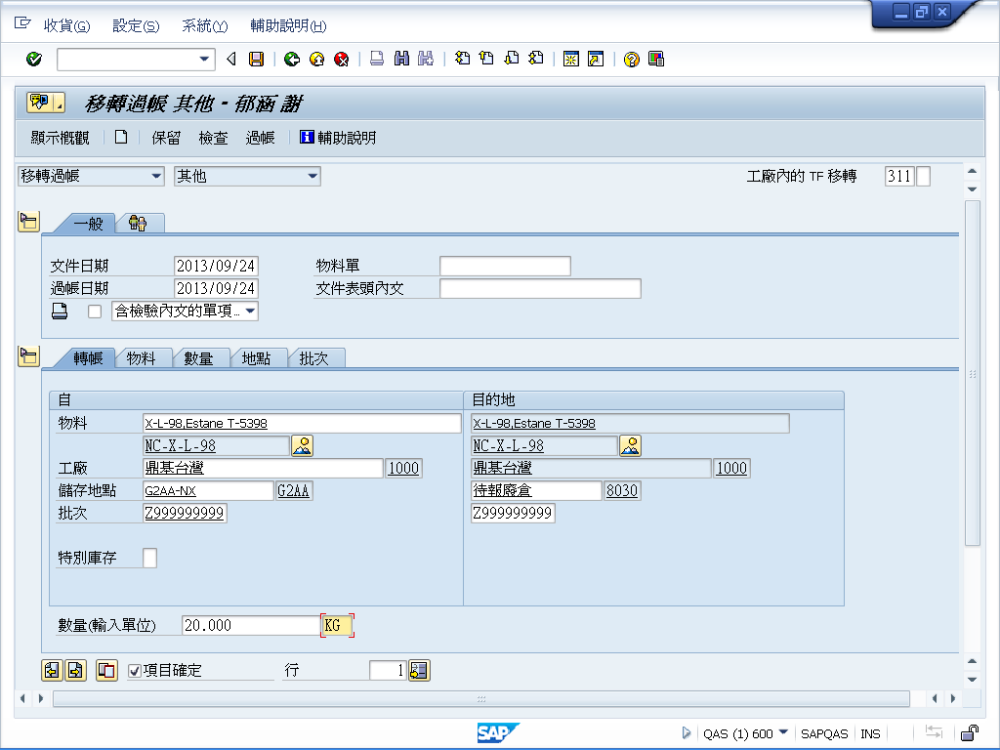 收貨(G) 設定(S) 系統(Y) 輔助說明(H)
移轉過帳 其他 - 郁涵 謝
顯示概觀 保留 檢查 過帳 輔助說明
移轉過帳 其他 工廠內的 TF 移轉 311
一般
文件日期 2013/09/24 物料單
過帳日期 2013/09/24 文件表頭內文
含檢驗內文的單項...
轉帳 物料 數量 地點 批次
自 目的地
物料 X-L-98,Estane T-5398 X-L-98,Estane T-5398
NC-X-L-98 NC-X-L-98
工廠 鼎基台灣 1000 鼎基台灣 1000
儲存地點 G2AA-NX G2AA 待報廢倉 8030
批次 Z999999999 Z999999999
特別庫存
數量(輸入單位) 20.000 KG
項目確定 行 1
SAP QAS (1) 600 SAPQAS INS